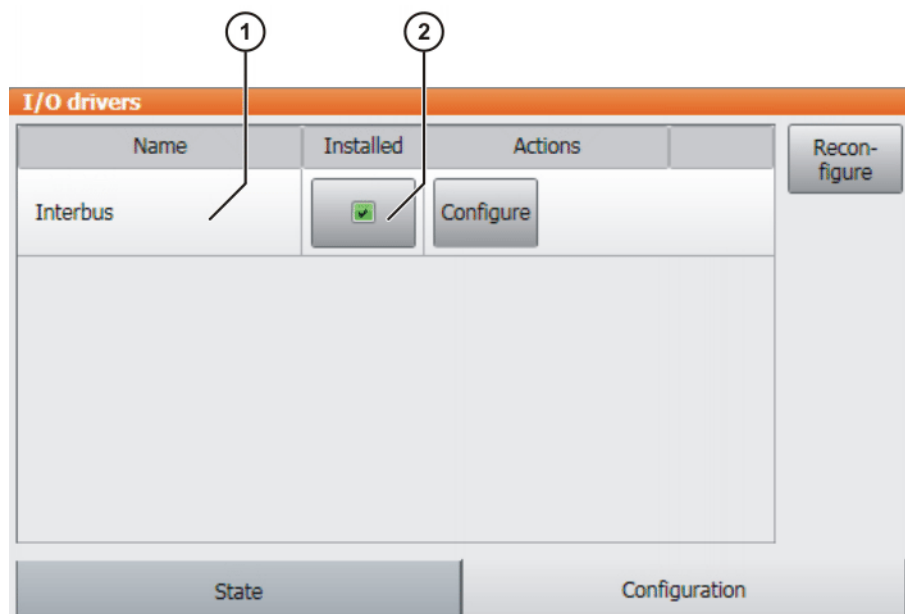 1 2
I/O drivers
Name Installed Actions
Recon-
figure
Interbus Configure
State Configuration